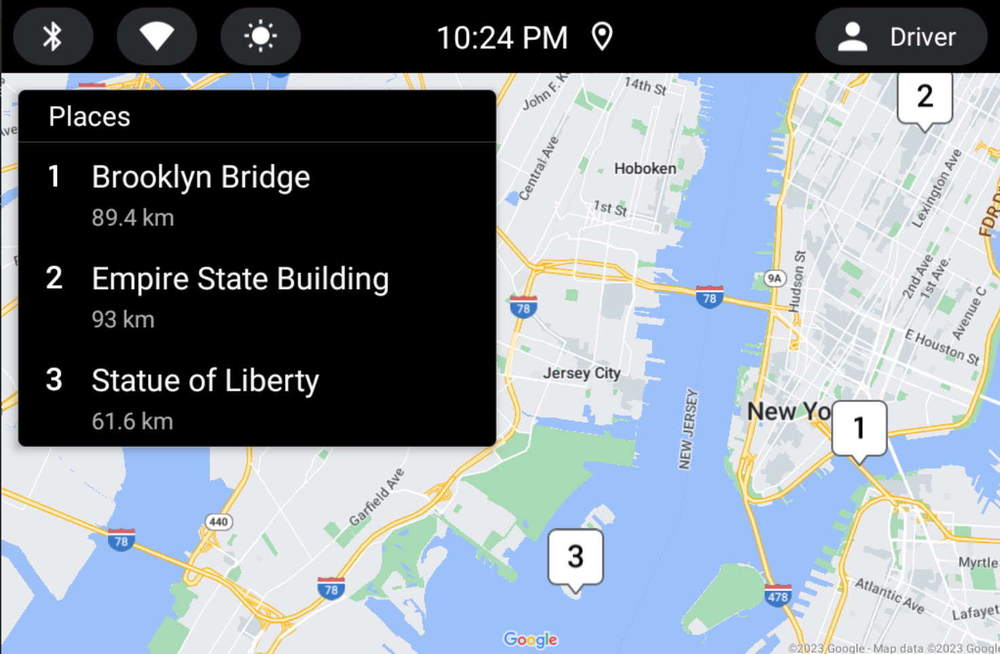 10:24 PM
Driver
Places
1 Brooklyn Bridge
89.4 km
2 Empire State Building
93 km
3 Statue of Liberty
61.6 km
14th St
John F. K
2
Central Ave
Hoboken
Lexington Ave
1st St
FDR D
9A
Hudson St
2nd Ave
1st Ave.
78
78
Avenue C
E Houston St
Jersey City
NEW JERSEY
New Yo
1
Garfield Ave
440
78
3
Myrtle
78
478
Atlantic Ave
Lafayet
Google
©2023 Google - Map data ©2023 Google